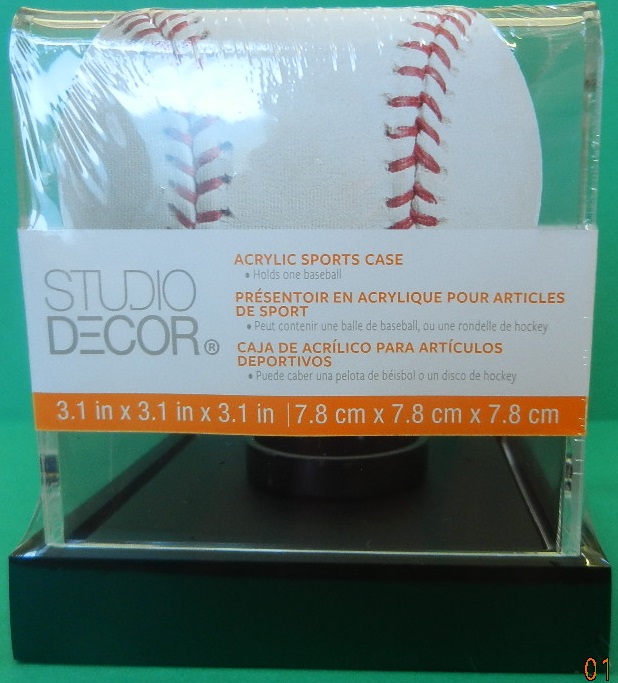 STUDIO
DECOR®
ACRYLIC SPORTS CASE
• Holds one baseball
PRÉSENTOIR EN ACRYLIQUE POUR ARTICLES
DE SPORT
• Peut contenir une balle de baseball, ou une rondelle de hockey
CAJA DE ACRÍLICO PARA ARTÍCULOS
DEPORTIVOS
• Puede caber una pelota de béisbol o un disco de hockey
3.1 in x 3.1 in x 3.1 in | 7.8 cm x 7.8 cm x 7.8 cm
01